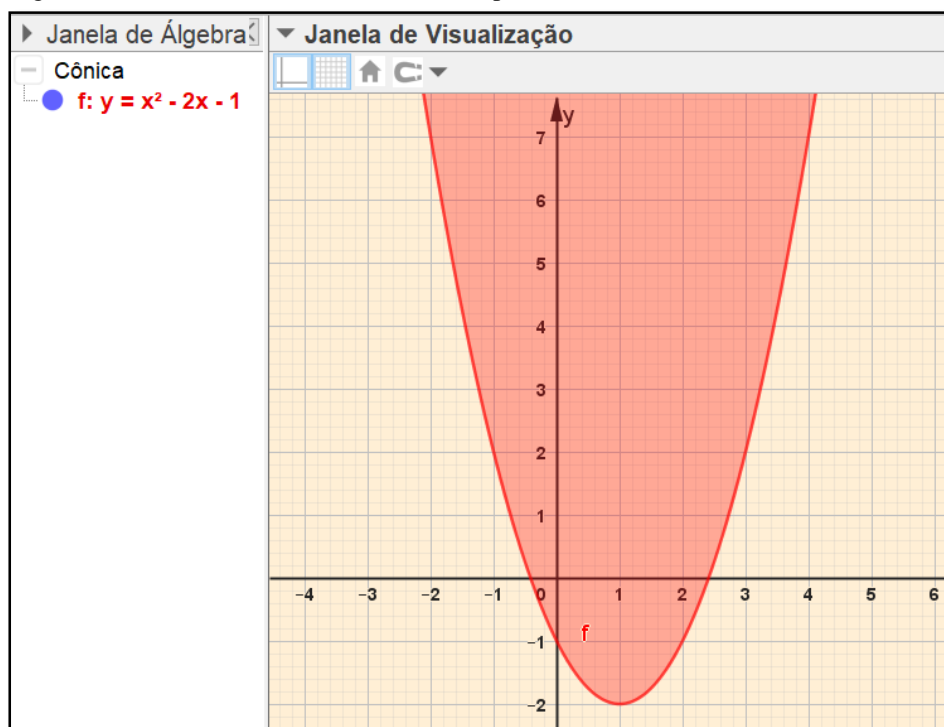 Janela de Álgebra
Janela de Visualização
Cônica
f: y = x² - 2x - 1
y
7
6
5
4
3
2
1
-4 -3 -2 -1 0 1 2 3 4 5 6
f
-1
-2